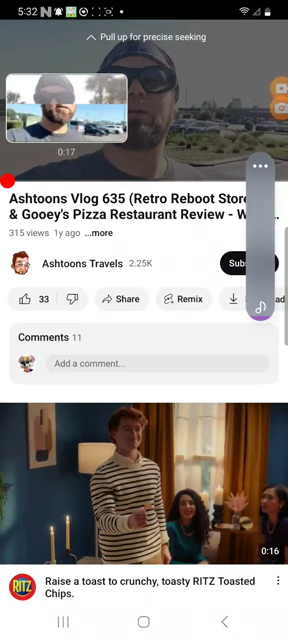 5:32
Pull up for precise seeking
0:17
Ashtoons Vlog 635 (Retro Reboot Store
& Gooey's Pizza Restaurant Review - W...
315 views 1y ago ...more
Ashtoons Travels 2.25K
33 Share Remix
Comments 11
Add a comment...
0:16
RITZ
Raise a toast to crunchy, toasty RITZ Toasted
Chips.